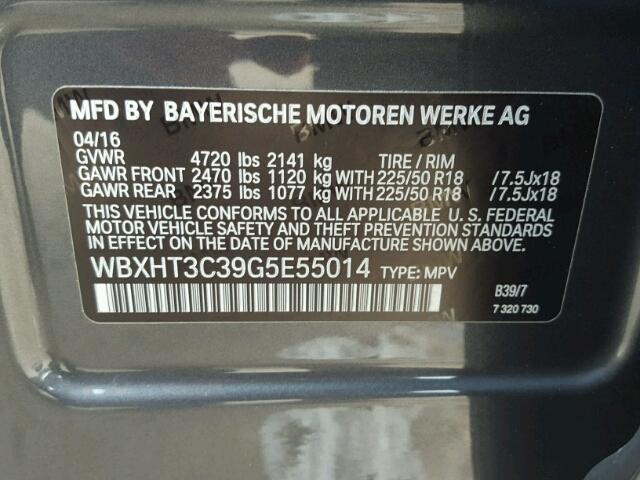 MFD BY BAYERISCHE MOTOREN WERKE AG
04/16
GVWR 4720 lbs 2141 kg TIRE / RIM
GAWR FRONT 2470 lbs 1120 kg WITH 225/50 R18 /7.5Jx18
GAWR REAR 2375 lbs 1077 kg WITH 225/50 R18 /7.5Jx18
THIS VEHICLE CONFORMS TO ALL APPLICABLE U. S. FEDERAL
MOTOR VEHICLE SAFETY, BUMPER, AND THEFT PREVENTION STANDARDS
IN EFFECT ON THE DATE OF MANUFACTURE SHOWN ABOVE.
WBXHT3C39G5E55014 TYPE: MPV
B39/7
7 320 730